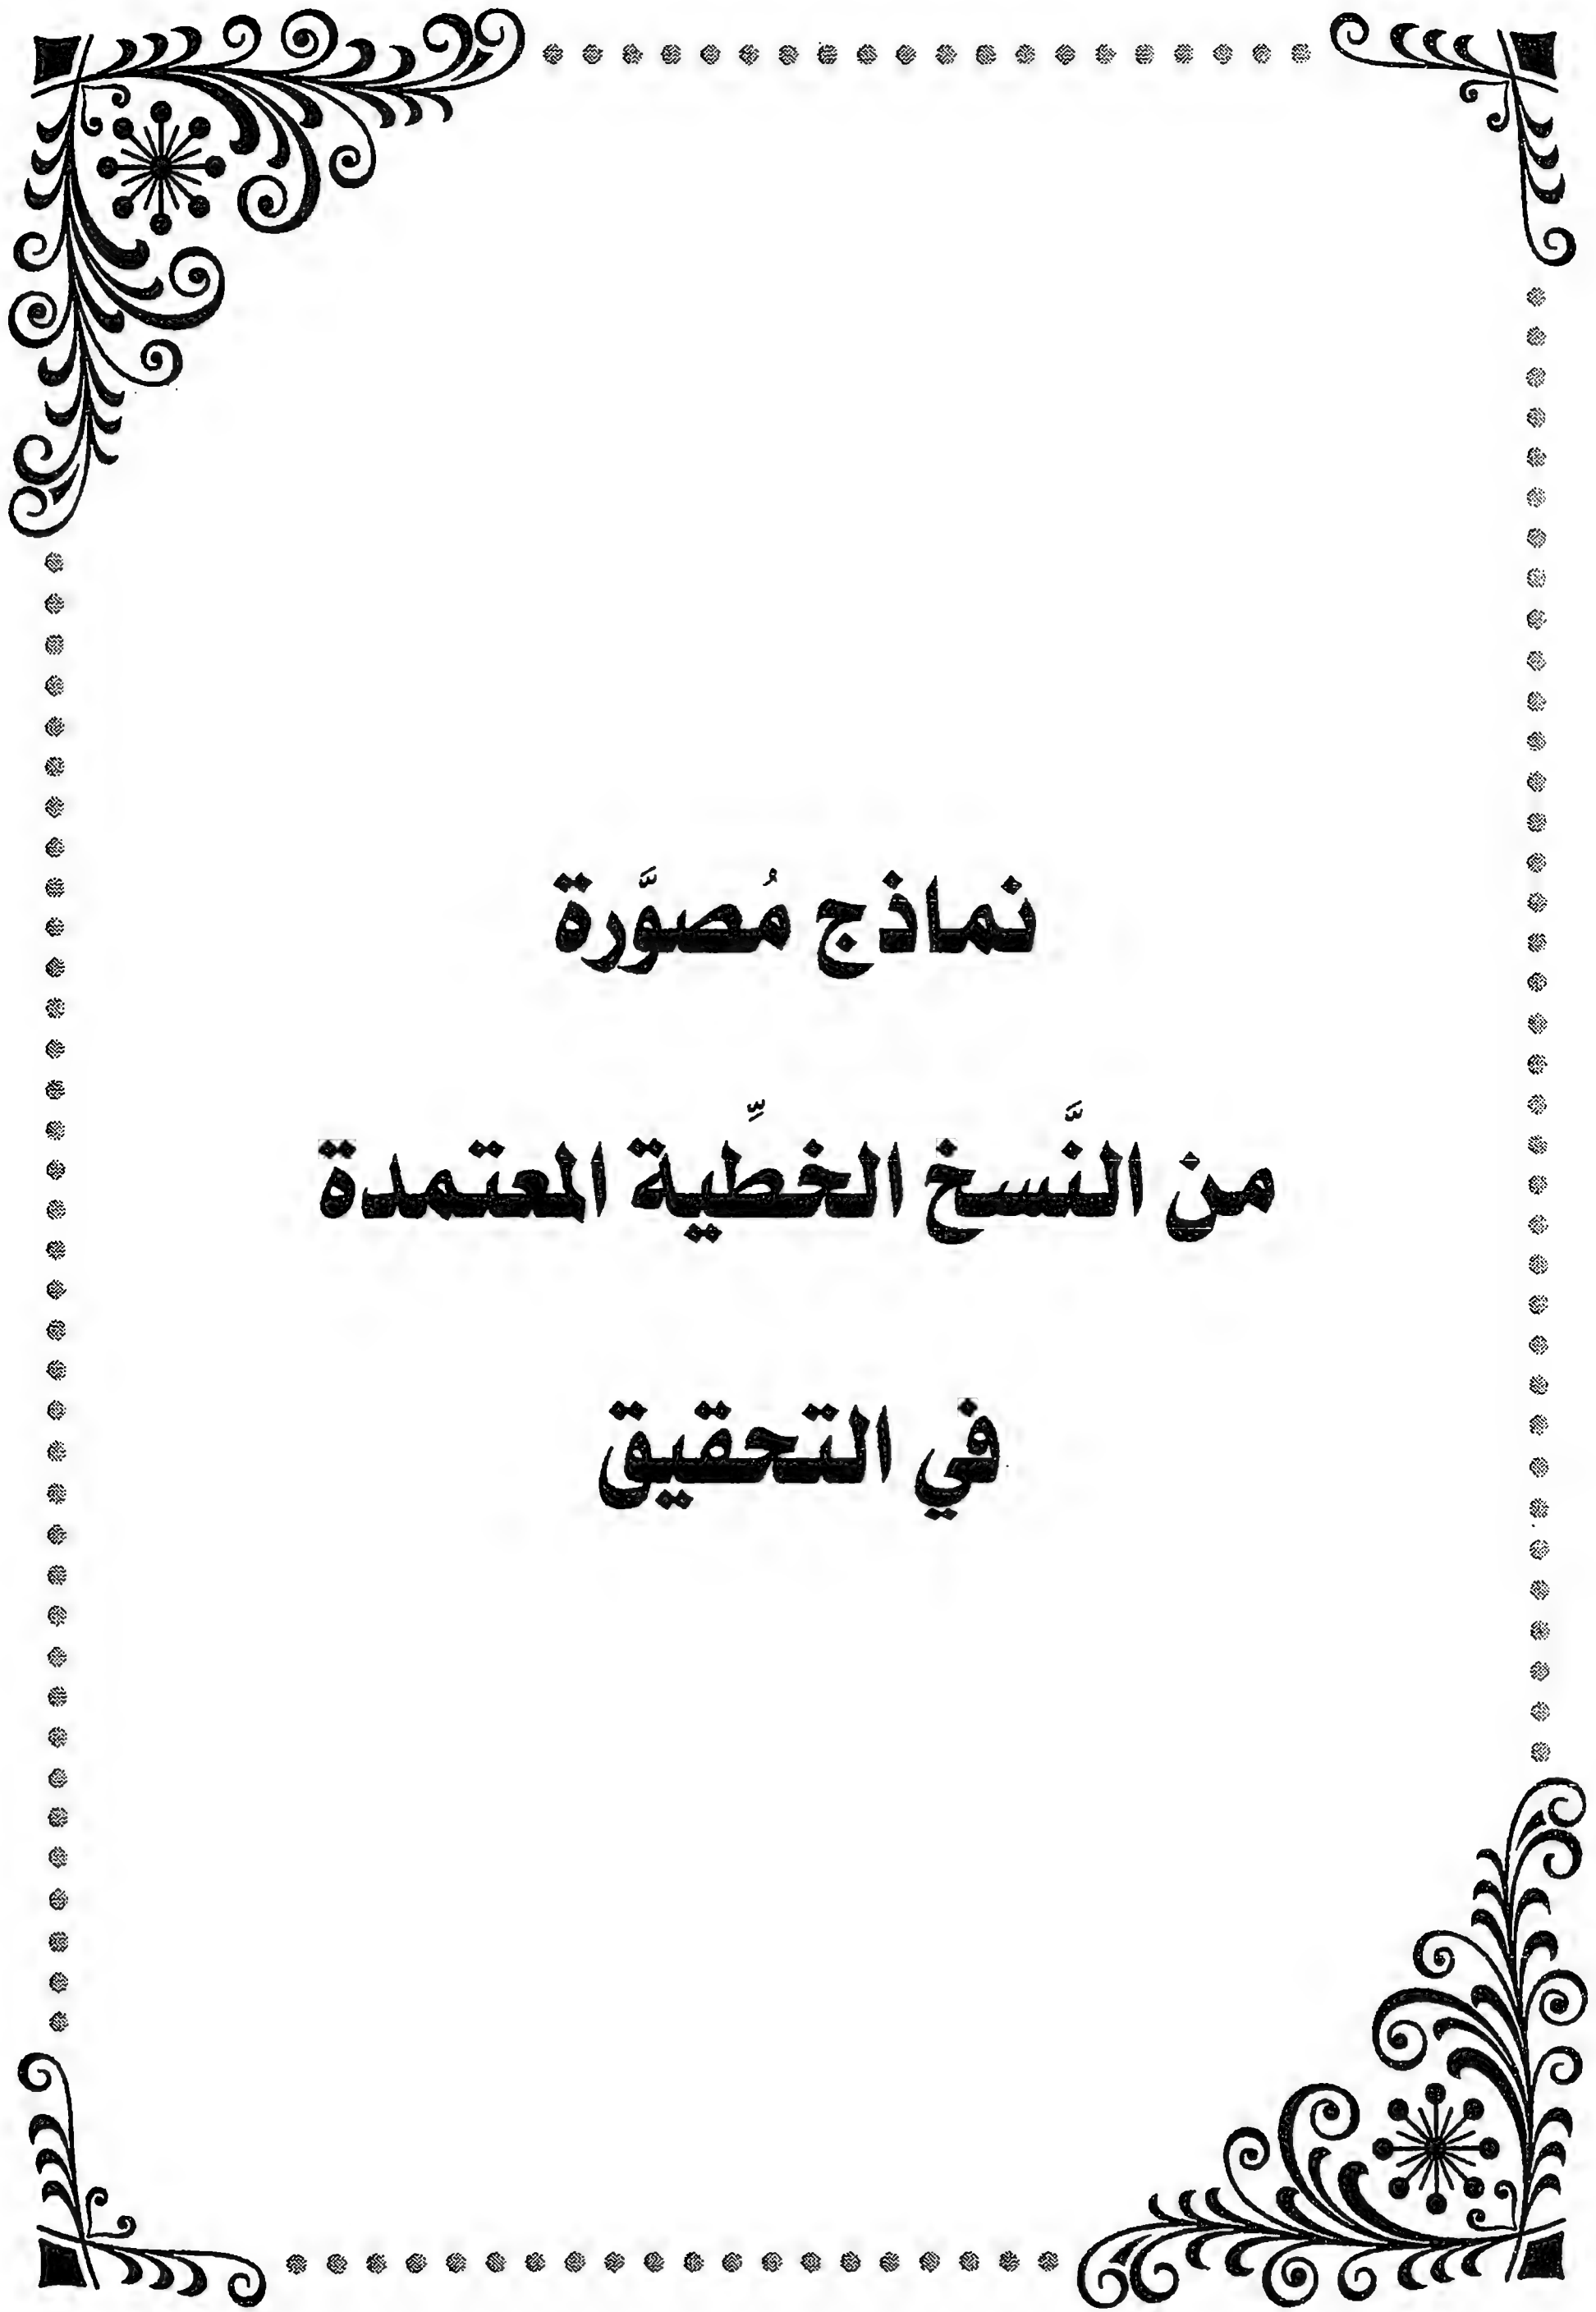 نماذج مُصوَّرة
من النَّسخ الخطِّية المعتمدة
في التحقيق